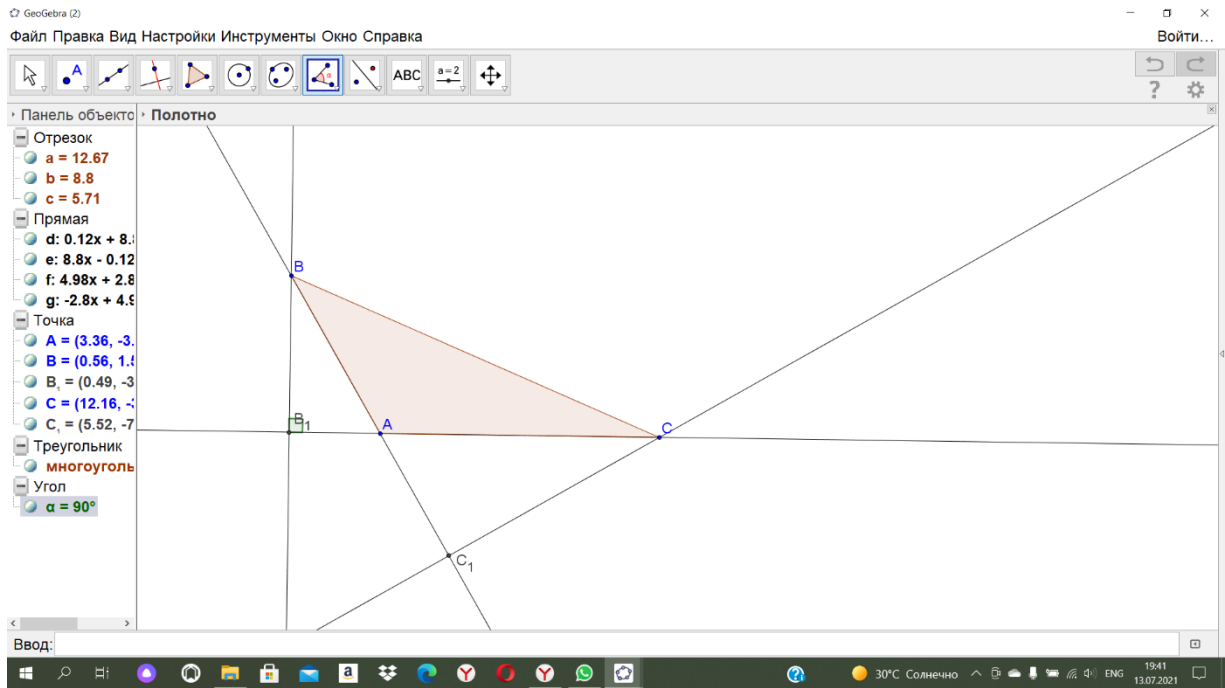 GeoGebra (2)
Файл Правка Вид Настройки Инструменты Окно Справка
Войти...
A
α
ABC
a=2
?
Панель объекто
Полотно
Отрезок
a = 12.67
b = 8.8
c = 5.71
Прямая
d: 0.12x + 8.
e: 8.8x - 0.12
f: 4.98x + 2.8
g: -2.8x + 4.9
Точка
A = (3.36, -3.
B = (0.56, 1.5
B₁ = (0.49, -3
C = (12.16, -3
C₁ = (5.52, -7
Треугольник
многоуголь
Угол
α = 90°
B
B₁
A
C
C₁
Ввод:
a
30°C Солнечно
ENG
19:41
13.07.2021